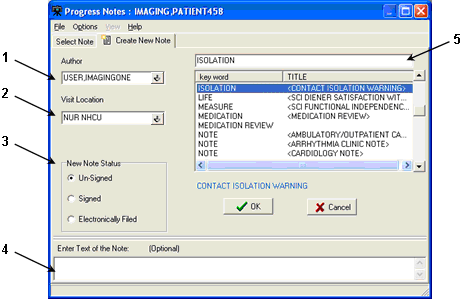 Progress Notes : IMAGING,PATIENT458
File Options View Help
Select Note Create New Note
1
Author
USER,IMAGINGONE
2
Visit Location
NUR NHCU
3
New Note Status
Un-Signed
Signed
Electronically Filed
5
ISOLATION
key word TITLE
ISOLATION <CONTACT ISOLATION WARNING>
LIFE <SCI DIENER SATISFACTION WIT...
MEASURE <SCI FUNCTIONAL INDEPENDENC...
MEDICATION <MEDICATION REVIEW>
MEDICATION REVIEW
NOTE <AMBULATORY/OUTPATIENT CA...
NOTE <ARRHYTHMIA CLINIC NOTE>
NOTE <CARDIOLOGY NOTE>
CONTACT ISOLATION WARNING
OK Cancel
4
Enter Text of the Note: (Optional)